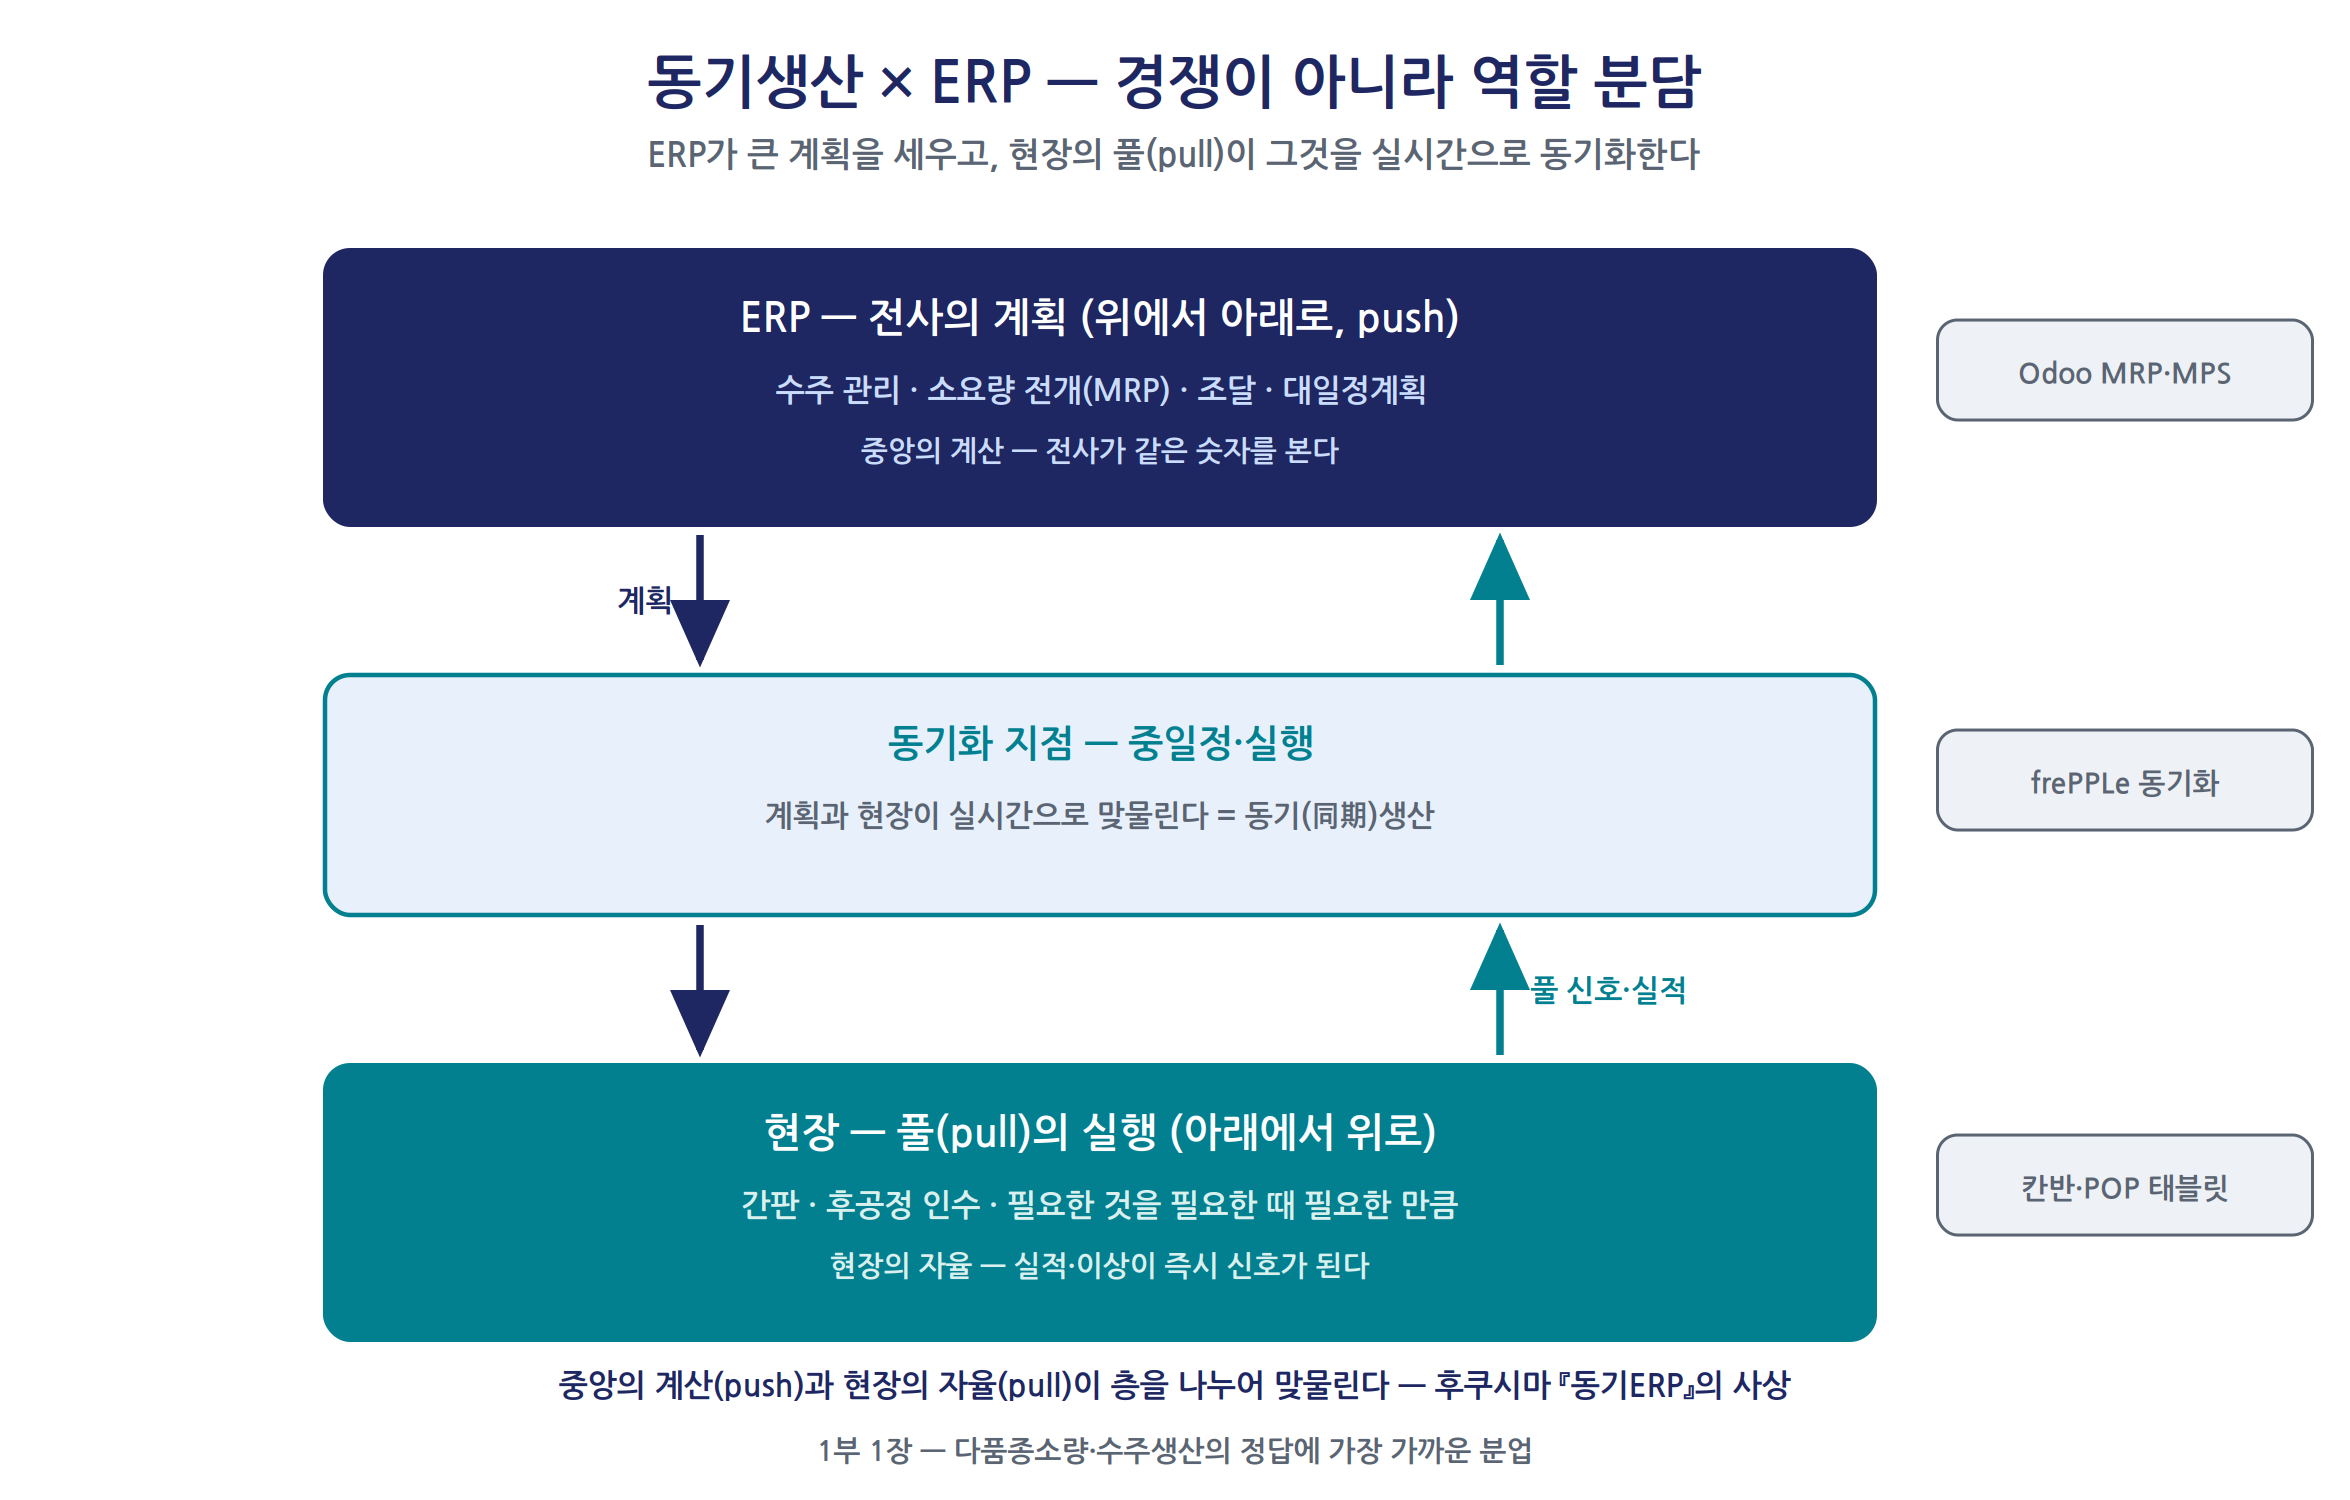 동기생산 × ERP — 경쟁이 아니라 역할 분담
ERP가 큰 계획을 세우고, 현장의 풀(pull)이 그것을 실시간으로 동기화한다
ERP — 전사의 계획 (위에서 아래로, push)
수주 관리 · 소요량 전개(MRP) · 조달 · 대일정계획
중앙의 계산 — 전사가 같은 숫자를 본다
Odoo MRP·MPS
계획
동기화 지점 — 중일정·실행
계획과 현장이 실시간으로 맞물린다 = 동기(同期)생산
frePPLe 동기화
풀 신호·실적
현장 — 풀(pull)의 실행 (아래에서 위로)
간판 · 후공정 인수 · 필요한 것을 필요한 때 필요한 만큼
현장의 자율 — 실적·이상이 즉시 신호가 된다
칸반·POP 태블릿
중앙의 계산(push)과 현장의 자율(pull)이 층을 나누어 맞물린다 — 후쿠시마 『동기ERP』의 사상
1부 1장 — 다품종소량·수주생산의 정답에 가장 가까운 분업